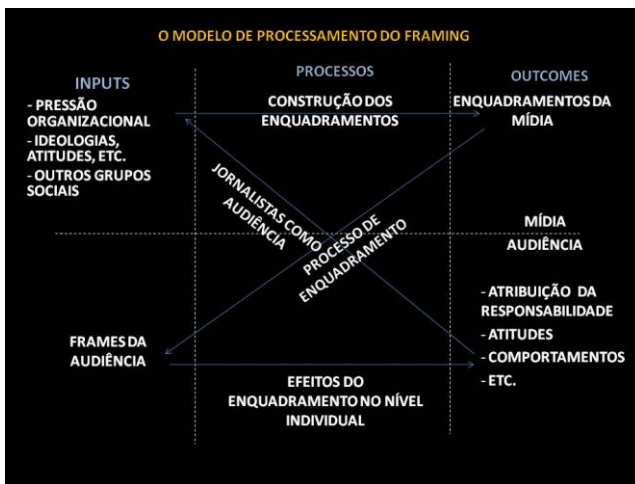 O MODELO DE PROCESSAMENTO DO FRAMING
INPUTS
- PRESSÃO
ORGANIZACIONAL
- IDEOLOGIAS,
ATITUDES, ETC.
- OUTROS GRUPOS
SOCIAIS
PROCESSOS
CONSTRUÇÃO DOS
ENQUADRAMENTOS
OUTCOMES
ENQUADRAMENTOS DA
MÍDIA
JORNALISTAS COMO
AUDIÊNCIA
PROCESSO DE
ENQUADRAMENTO
MÍDIA
AUDIÊNCIA
FRAMES DA
AUDIÊNCIA
EFEITOS DO
ENQUADRAMENTO NO NÍVEL
INDIVIDUAL
- ATRIBUIÇÃO DA
RESPONSABILIDADE
- ATITUDES
- COMPORTAMENTOS
- ETC.